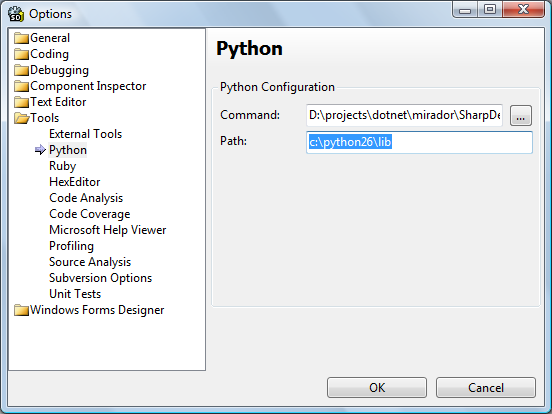 Options
General
Coding
Debugging
Component Inspector
Text Editor
Tools
External Tools
Python
Ruby
HexEditor
Code Analysis
Code Coverage
Microsoft Help Viewer
Profiling
Source Analysis
Subversion Options
Unit Tests
Windows Forms Designer
Python
Python Configuration
Command: D:\projects\dotnet\mirador\SharpDe ...
Path: c:\python26\lib
OK Cancel